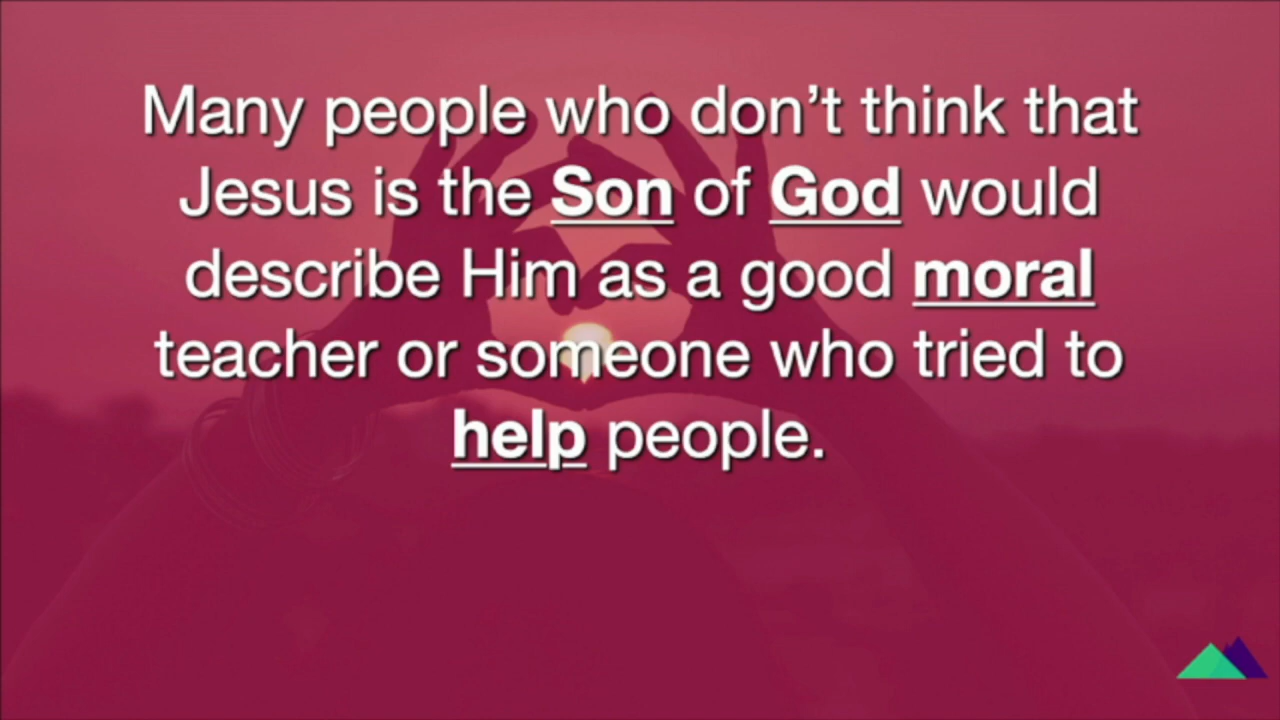 Many people who don’t think that
Jesus is the Son of God would
describe Him as a good moral
teacher or someone who tried to
help people.